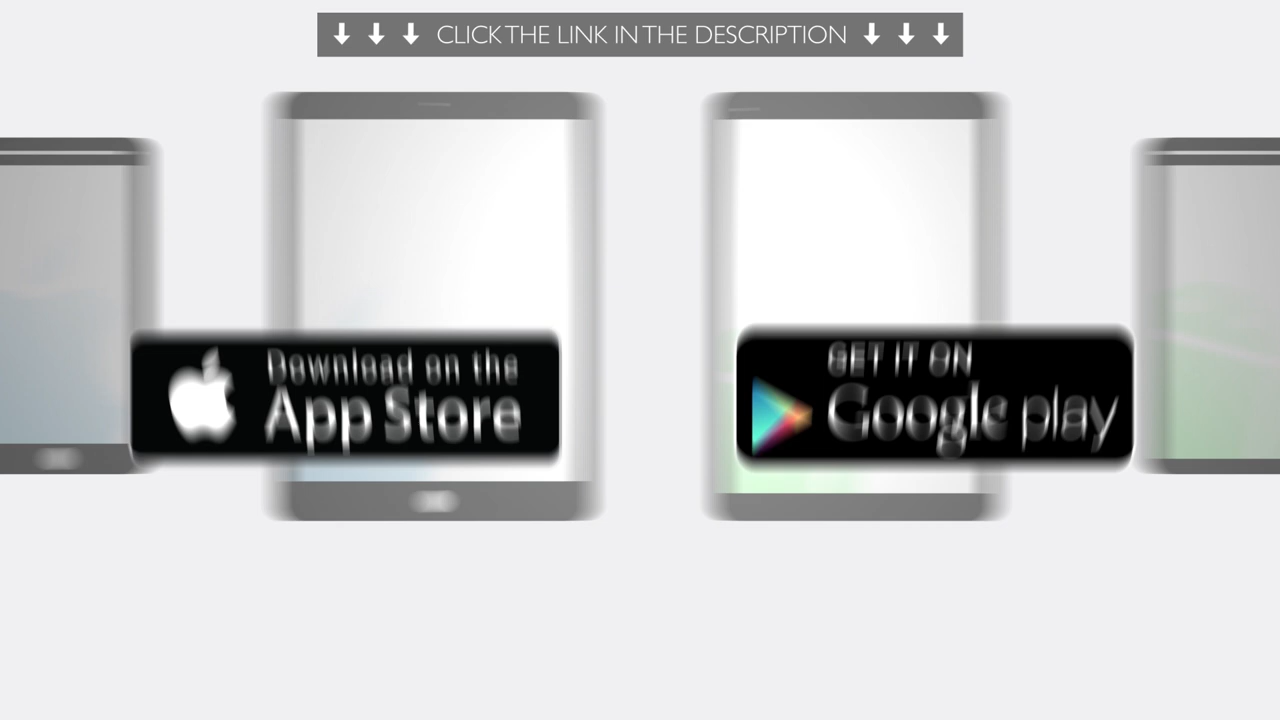 CLICK THE LINK IN THE DESCRIPTION
Download on the
App Store
GET IT ON
Google play